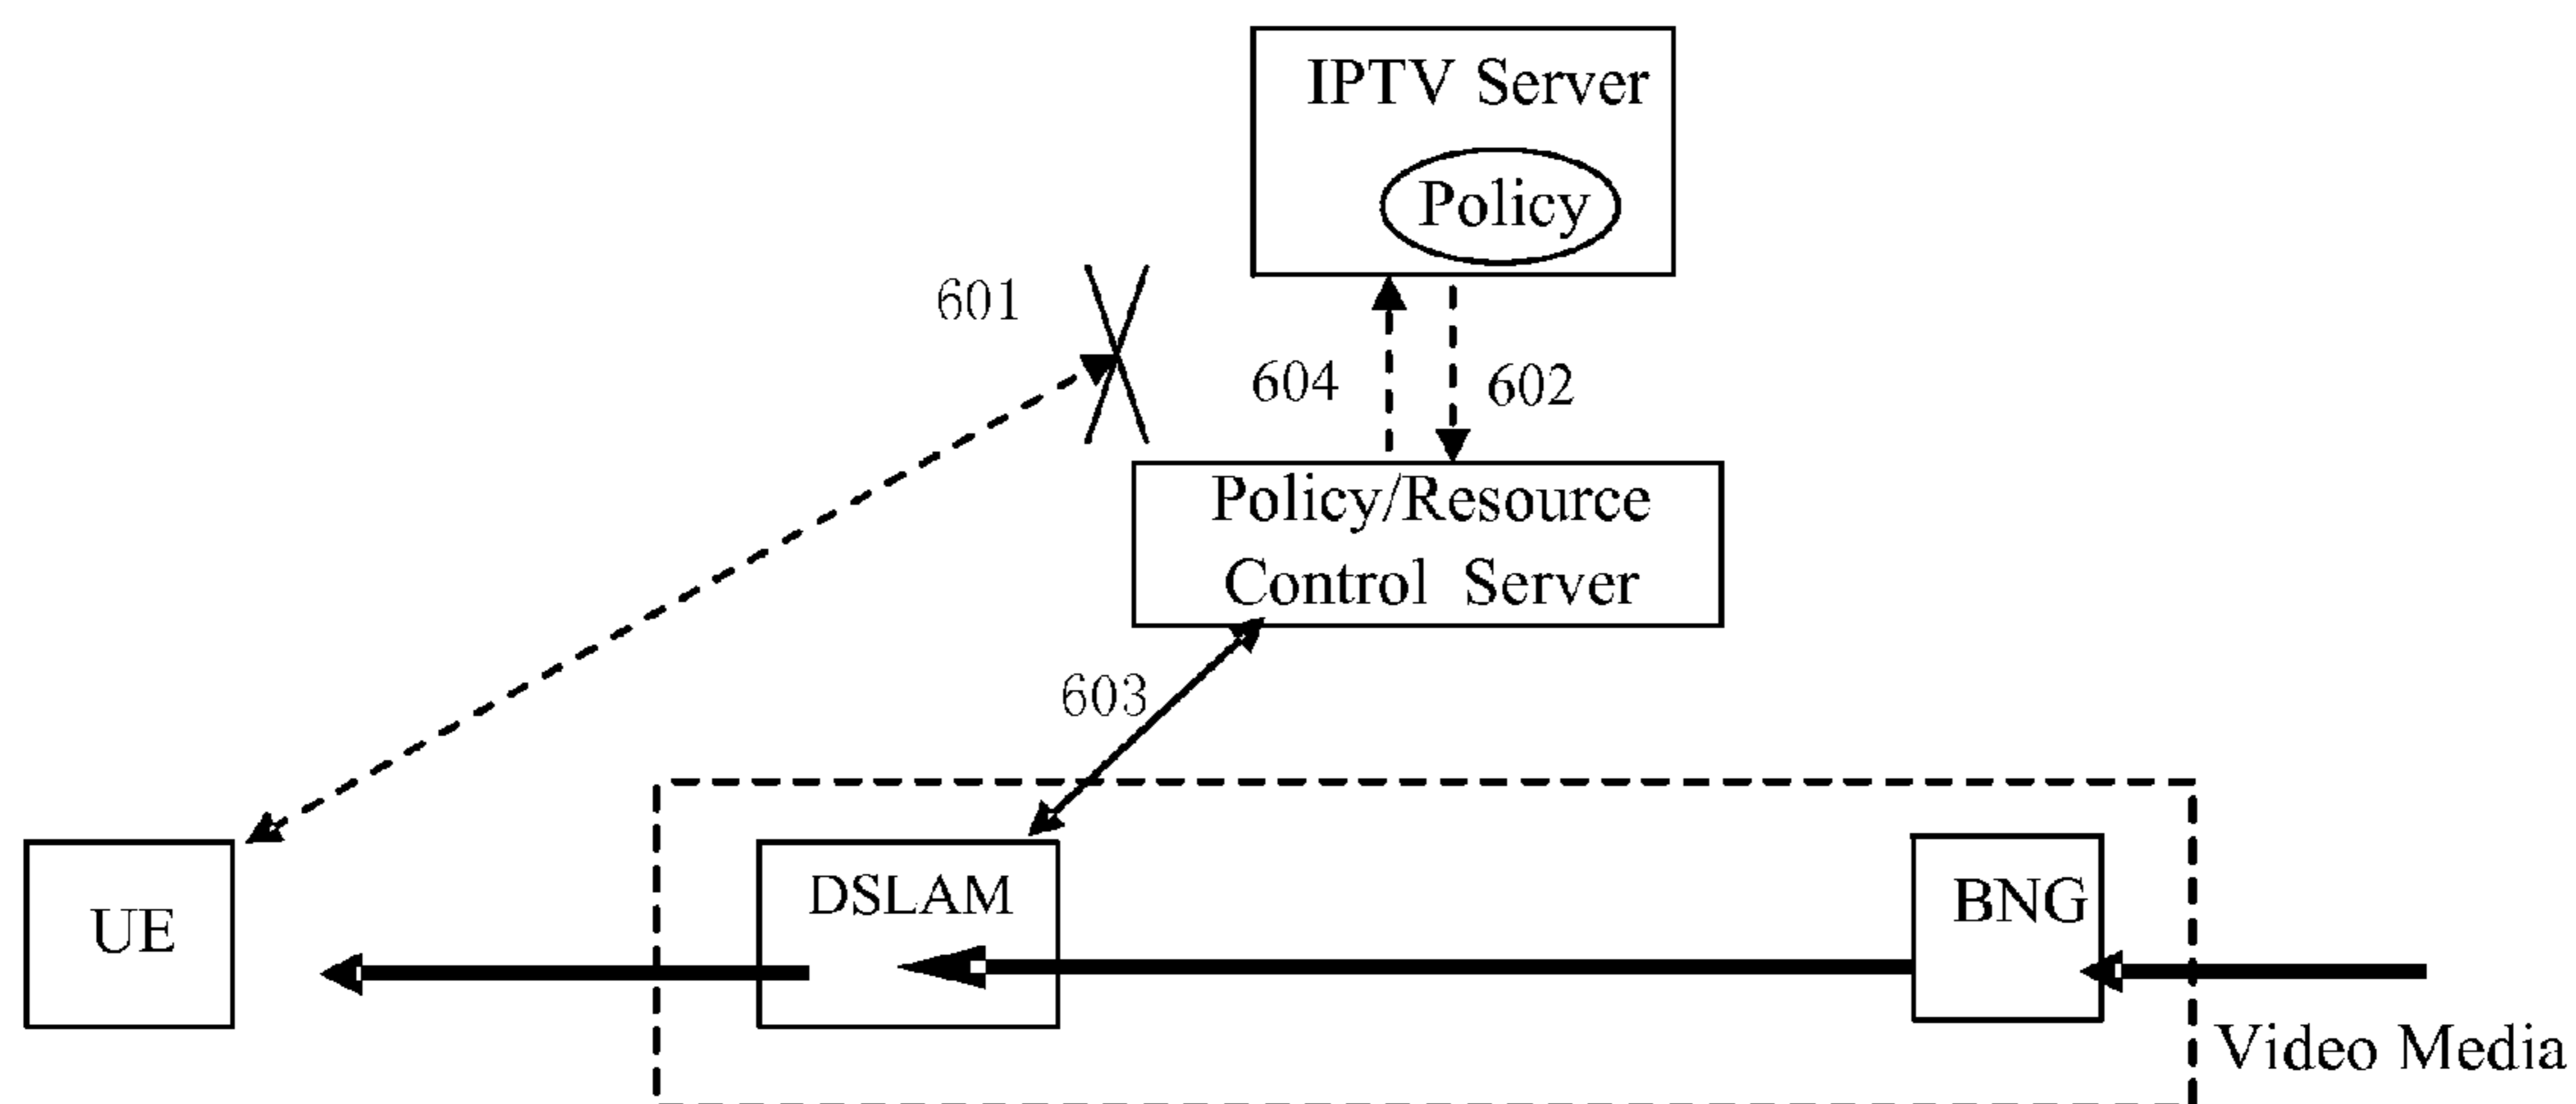 IPTV Server
Policy
601
604
602
Policy/Resource
Control Server
603
UE
DSLAM
BNG
Video Media